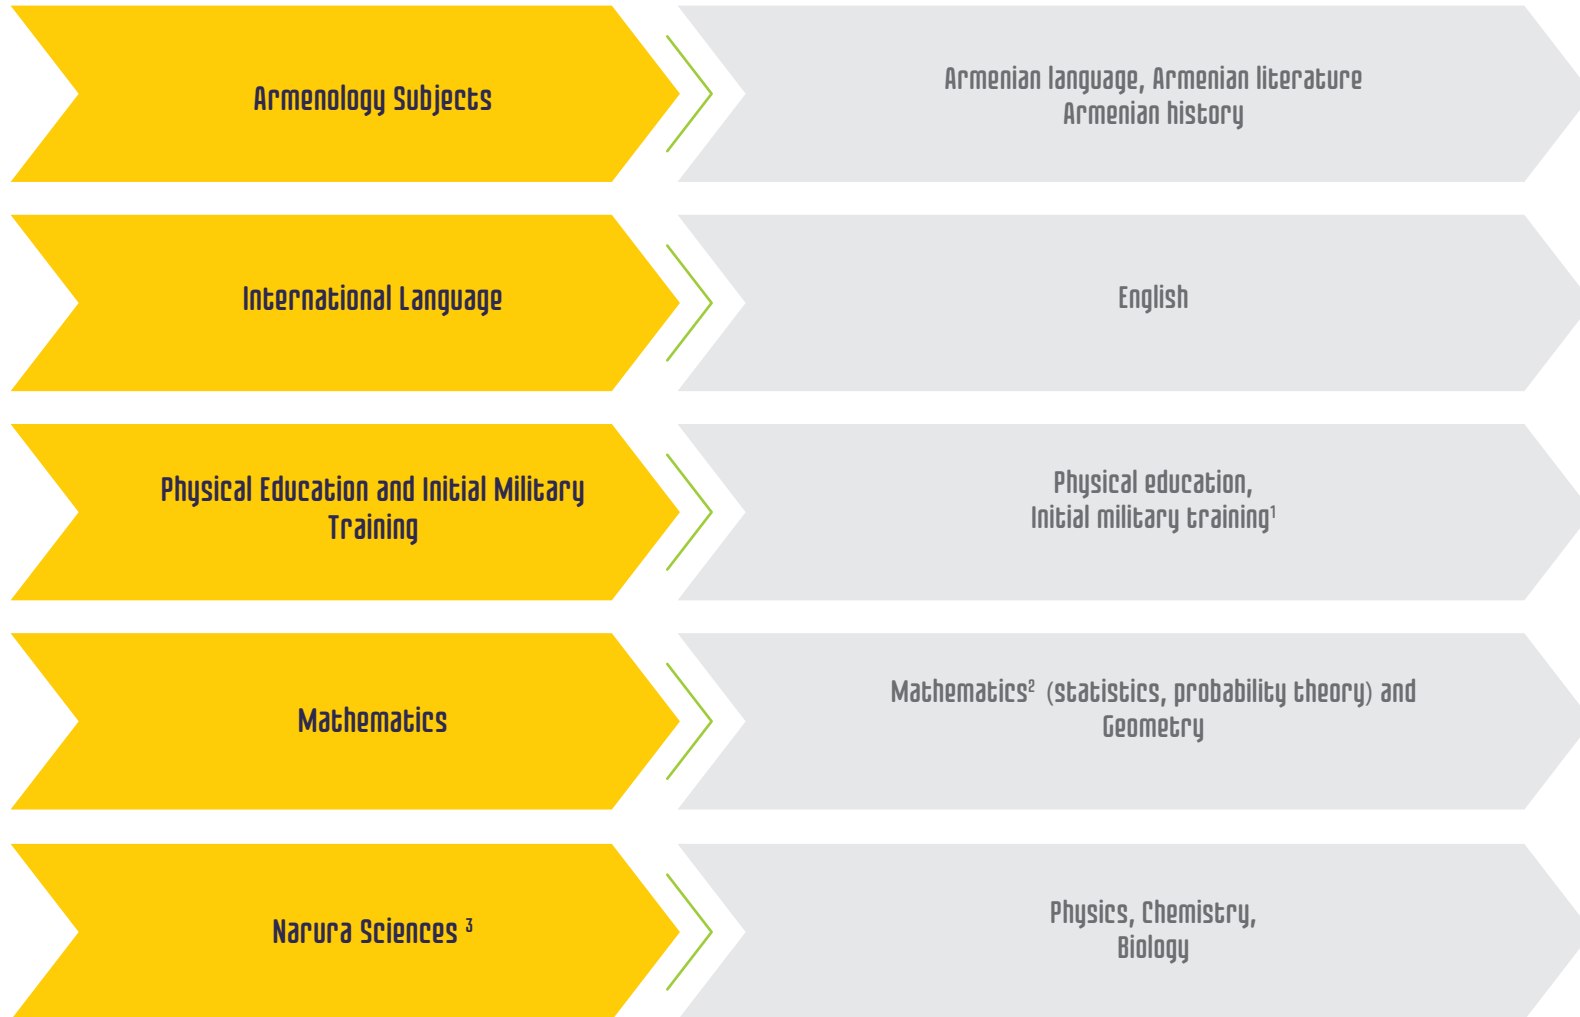 Armenology Subjects
Armenian language, Armenian literature
Armenian history
International Language
English
Physical Education and Initial Military
Training
Physical education,
Initial military training¹
Mathematics
Mathematics² (statistics, probability theory) and
Geometry
Narura Sciences ³
Physics, Chemistry,
Biology